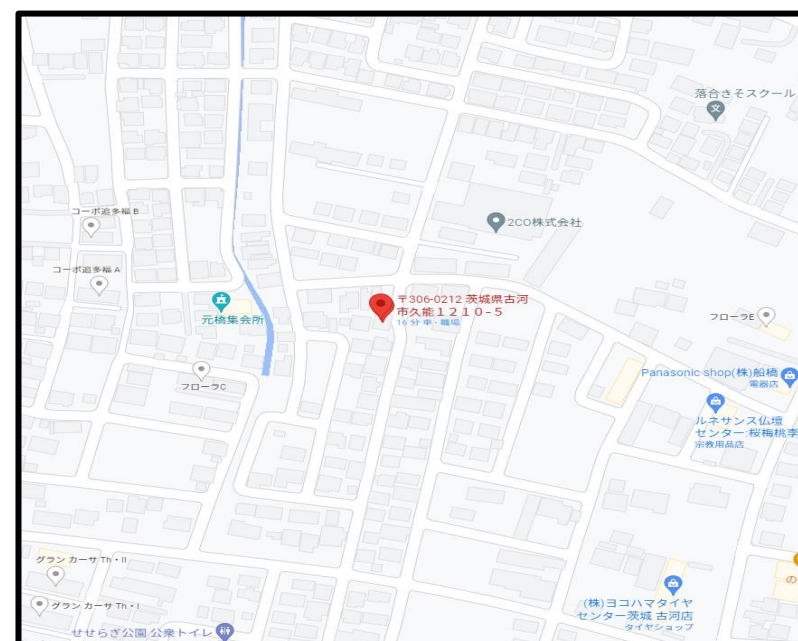 落合きそスクール
コーポ追多福 B
2CO株式会社
コーポ追多福 A
元橋集会所
〒306-0212 茨城県古河
市久能１２１０-５
16 分 車 - 職場
フローラE
Panasonic shop(株)船橋
電器店
フローラC
ルネサンス仏壇
センター:桜梅桃李
宗教用品店
グラン カーサ Th・II
の
グラン カーサ Th・I
(株)ヨコハマタイヤ
センター茨城 古河店
タイヤショップ
せせらぎ公園 公衆トイレ